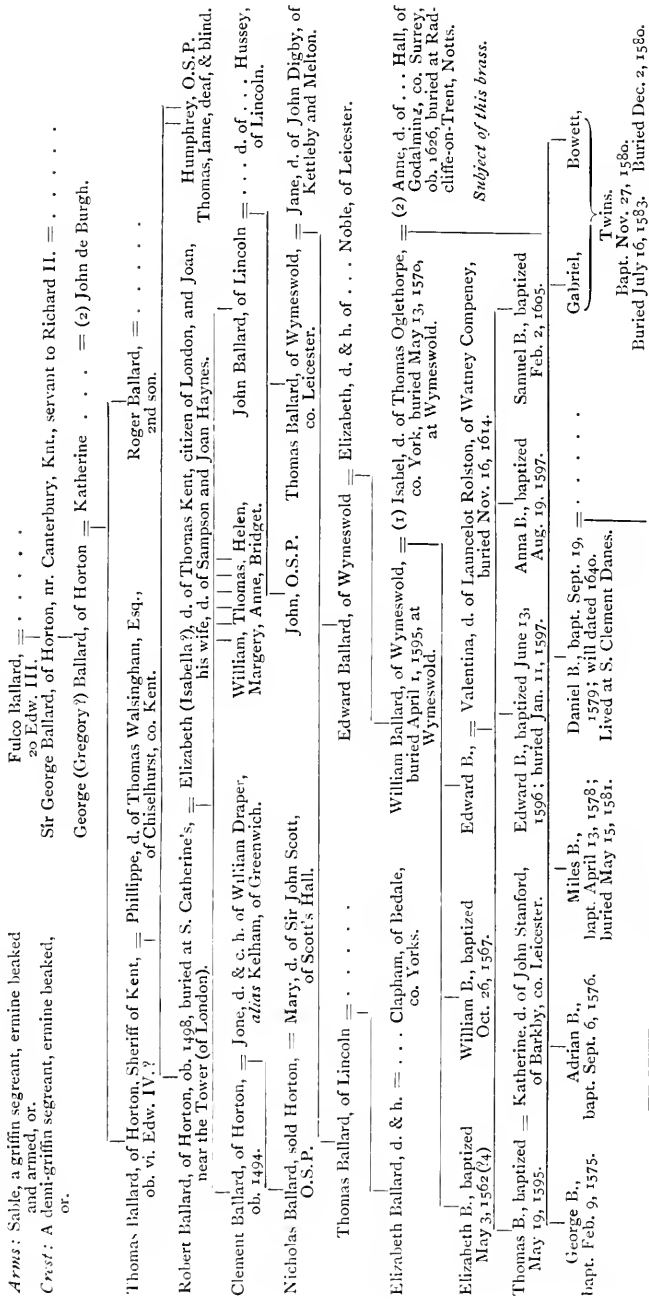 Arms: Sable, a griffin segreant, ermine beaked
and armed, or.
Crest: A demi-griffin segreant, ermine beaked,
or.
Fulco Ballard, = . . . . .
20 Edw. III.
Sir George Ballard, of Horton, nr. Canterbury, Knt., servant to Richard II. = . . . . .
George (Gregory?) Ballard, of Horton = Katherine . . . = (2) John de Burgh.
Thomas Ballard, of Horton, Sheriff of Kent, = Phillippe, d. of Thomas Walsingham, Esq.,
ob. vi. Edw. IV. ?
of Chiselhurst, co. Kent.
Roger Ballard, = . . . . .
2nd son.
Robert Ballard, of Horton, ob. 1498, buried at S. Catherine's, = Elizabeth (Isabella?), d. of Thomas Kent, citizen of London, and Joan,
near the Tower (of London).
his wife, d. of Sampson and Joan Haynes.
Humphrey, O.S.P.
Thomas, lame, deaf, & blind.
Clement Ballard, of Horton, = Jone, d. & c. h. of William Draper,
ob. 1494.
alias Kelham, of Greenwich.
William, Thomas, Helen,
Margery, Anne, Bridget.
John Ballard, of Lincoln = . . . d. of . . . Hussey,
of Lincoln.
Nicholas Ballard, sold Horton, = Mary, d. of Sir John Scott,
O.S.P.
of Scott's Hall.
John, O.S.P.
Thomas Ballard, of Wymeswold, = Jane, d. of John Digby, of
co. Leicester.
Kettleby and Melton.
Thomas Ballard, of Lincoln = . . . . .
Edward Ballard, of Wymeswold = Elizabeth, d. & h. of . . . Noble, of Leicester.
Elizabeth Ballard, d. & h. = . . . Clapham, of Bedale,
co. Yorks.
William Ballard, of Wymeswold, = (1) Isabel, d. of Thomas Oglethorpe, = (2) Anne, d. of . . . Hall, of
buried April 1, 1595, at
Wymeswold.
co. York, buried May 13, 1570,
at Wymeswold.
Godalming, co. Surrey,
ob. 1626, buried at Rad-
cliffe-on-Trent, Notts.
Subject of this brass.
Elizabeth B., baptized
May 3, 1562 (?4)
William B., baptized
Oct. 26, 1567.
Edward B., = Valentina, d. of Launcelot Rolston, of Watney Compeney,
buried Nov. 16, 1614.
Thomas B., baptized = Katherine, d. of John Stanford,
May 19, 1595.
of Barkby, co. Leicester.
Edward B., baptized June 13,
1596; buried Jan. 11, 1597.
Anna B., baptized
Aug. 19, 1597.
Samuel B., baptized
Feb. 2, 1605.
George B.,
bapt. Feb. 9, 1575.
Adrian B.,
bapt. Sept. 6, 1576.
Miles B.,
bapt. April 13, 1578;
buried May 15, 1581.
Daniel B., bapt. Sept. 19, = . . . . .
1579; will dated 1640.
Lived at S. Clement Danes.
Gabriel,
Bowett,
Twins.
Bapt. Nov. 27, 1580.
Buried July 16, 1583.
Buried Dec. 2, 1580.